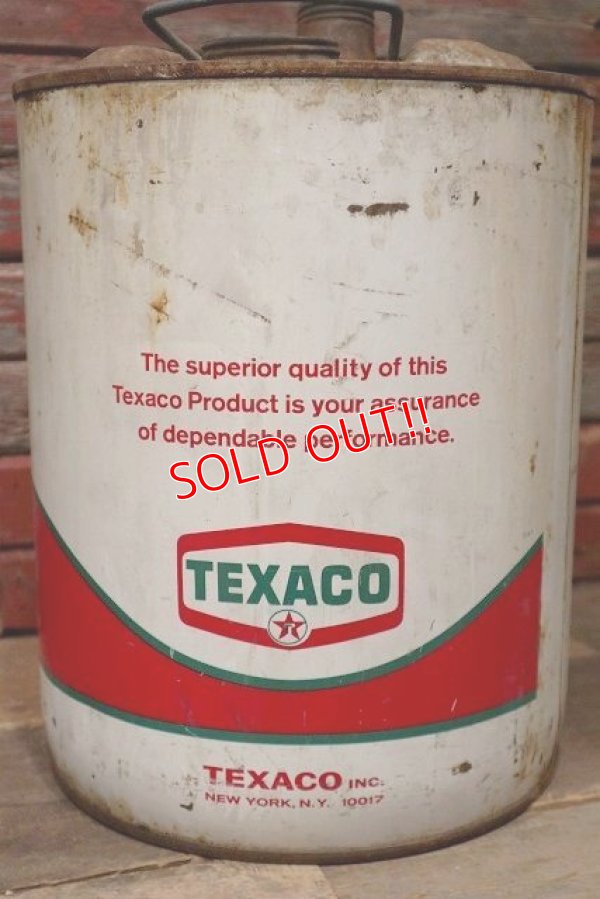 The superior quality of this
Texaco Product is your assurance
of dependable performance.
SOLD OUT!!
TEXACO
T
TEXACO INC.
NEW YORK, N.Y. 10017